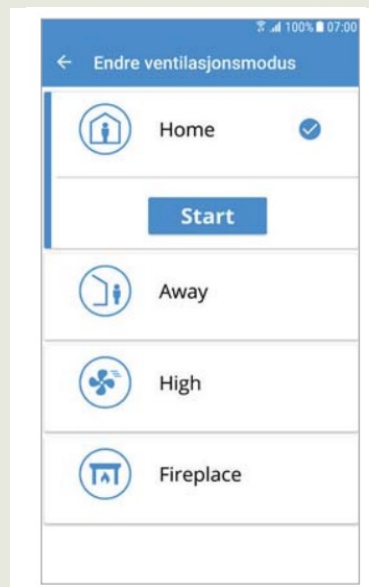 100% 07:00
Endre ventilasjonsmodus
Home
Start
Away
High
Fireplace